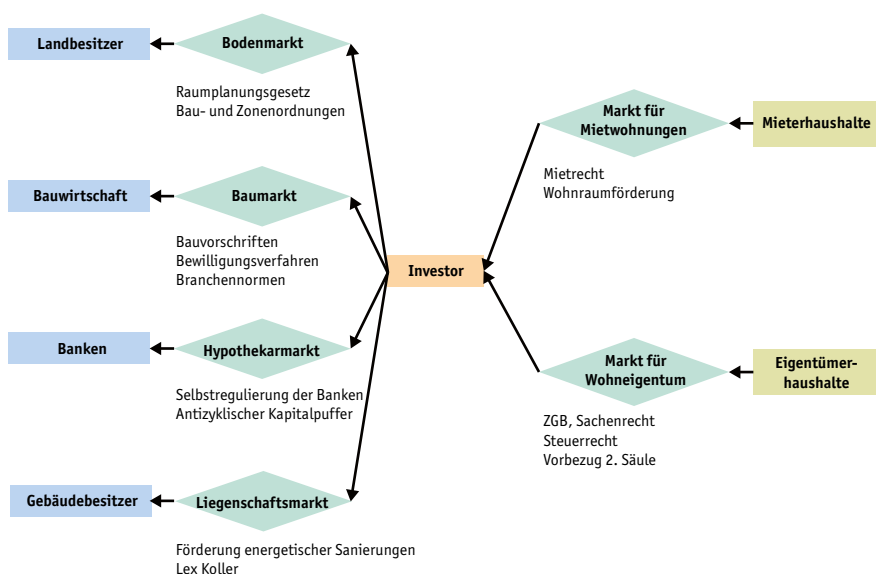 Landbesitzer
Bodenmarkt
Raumplanungsgesetz
Bau- und Zonenordnungen
Bauwirtschaft
Baumarkt
Bauvorschriften
Bewilligungsverfahren
Branchennormen
Banken
Hypothekarmarkt
Selbstregulierung der Banken
Antizyklischer Kapitalpuffer
Gebäudebesitzer
Liegenschaftsmarkt
Förderung energetischer Sanierungen
Lex Koller
Investor
Markt für
Mietwohnungen
Mieterhaushalte
Mietrecht
Wohnraumförderung
Markt für
Wohneigentum
Eigentümer-
haushalte
ZGB, Sachenrecht
Steuerrecht
Vorbezug 2. Säule